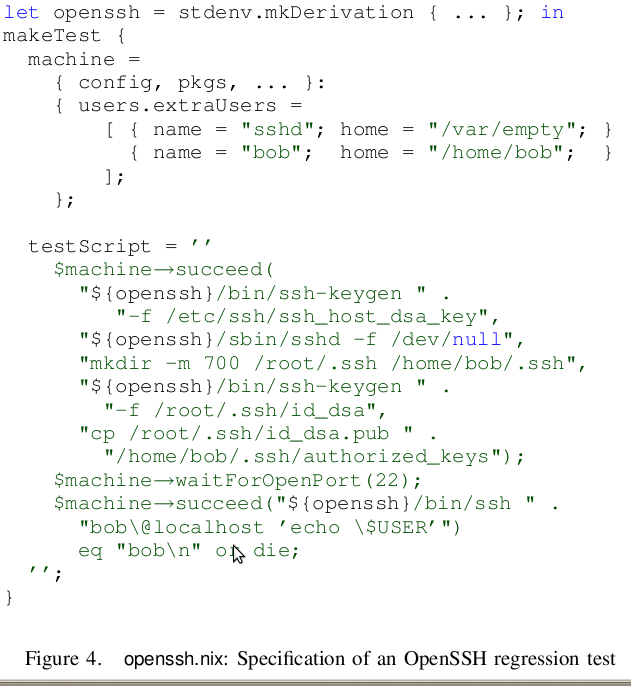 let openssh = stdenv.mkDerivation { ... }; in
makeTest {
  machine =
    { config, pkgs, ... }:
    { users.extraUsers =
        [ { name = "sshd"; home = "/var/empty"; }
          { name = "bob";  home = "/home/bob";  }
        ];
    };

  testScript = ''
    $machine→succeed(
      "${openssh}/bin/ssh-keygen " .
         "-f /etc/ssh/ssh_host_dsa_key",
      "${openssh}/sbin/sshd -f /dev/null",
      "mkdir -m 700 /root/.ssh /home/bob/.ssh",
      "${openssh}/bin/ssh-keygen " .
        "-f /root/.ssh/id_dsa",
      "cp /root/.ssh/id_dsa.pub " .
        "/home/bob/.ssh/authorized_keys");
    $machine→waitForOpenPort(22);
    $machine→succeed("${openssh}/bin/ssh " .
      "bob\@localhost 'echo \$USER'")
      eq "bob\n" or die;
  '';
}
Figure 4. openssh.nix: Specification of an OpenSSH regression test